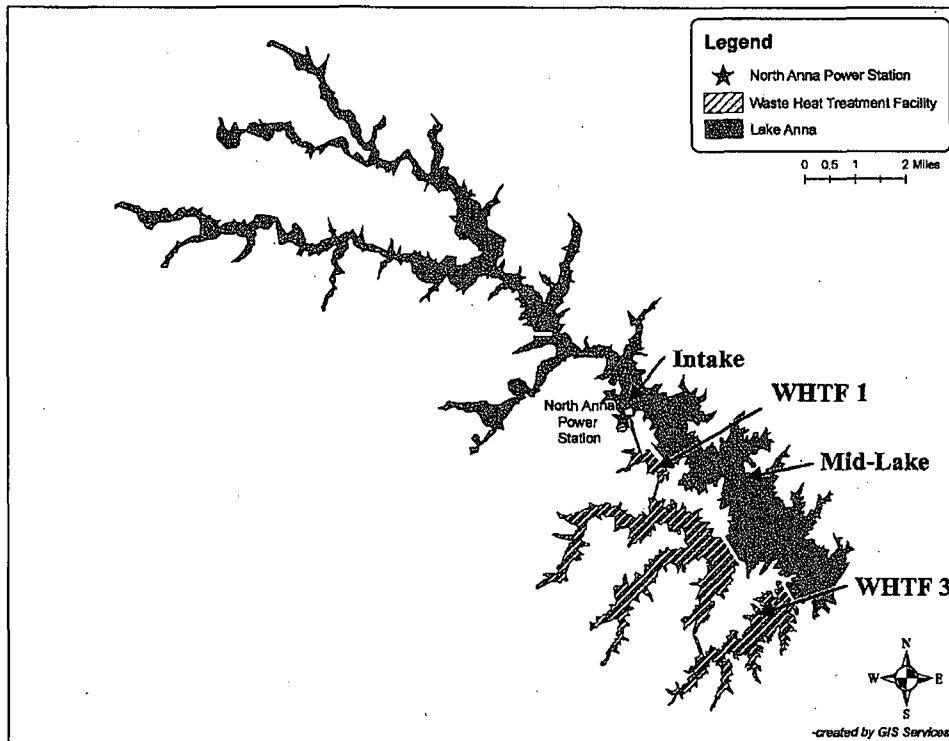 Legend
North Anna Power Station
Waste Heat Treatment Facility
Lake Anna
0 0.5 1 2 Miles
Intake
WHTF 1
North Anna
Power
Station
Mid-Lake
WHTF 3
N
W E
S
-created by GIS Services